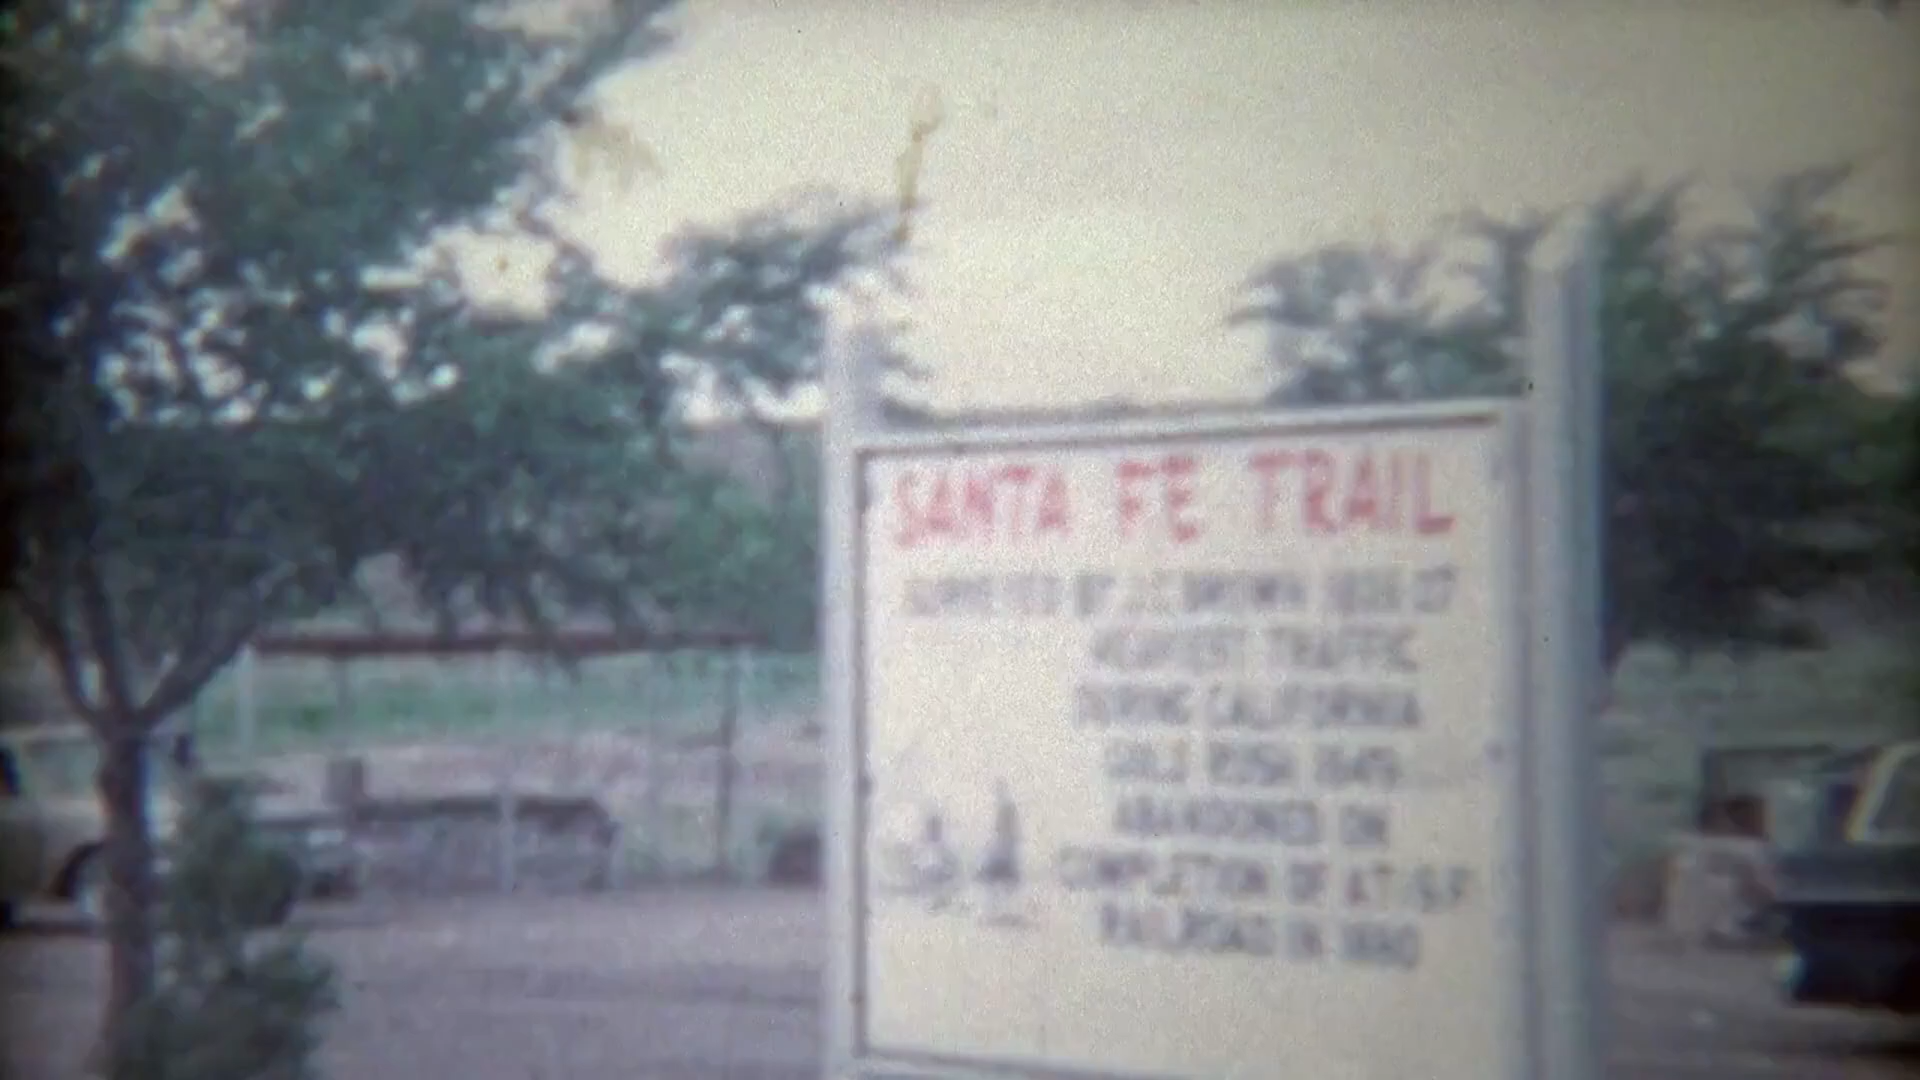 SANTA FE TRAIL
SURVEYED BY J.C. BROWN 1825-27
HEAVIEST TRAFFIC
DURING CALIFORNIA
GOLD RUSH 1849
ABANDONED ON
COMPLETION OF AT/S.F.
RAILROAD IN 1880